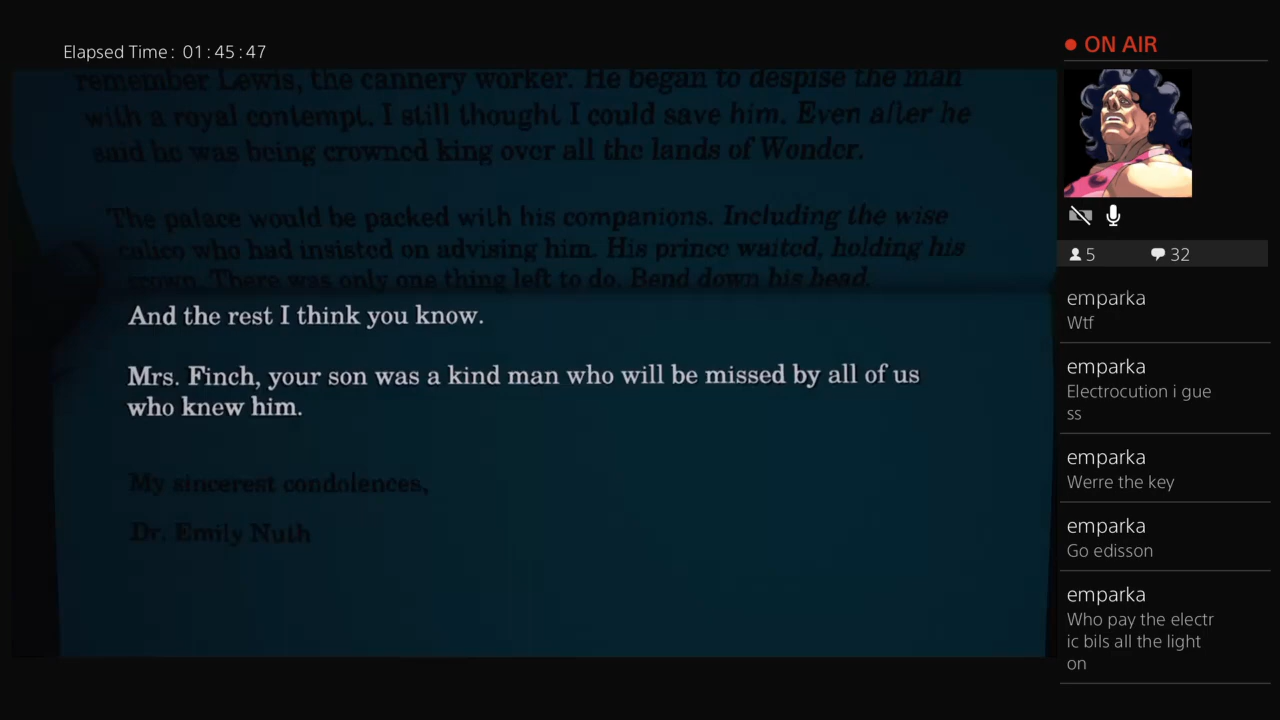 Elapsed Time: 01:45:47
ON AIR
remember Lewis, the cannery worker. He began to despise the man
with a royal contempt. I still thought I could save him. Even after he
said he was being crowned king over all the lands of Wonder.
The palace would be packed with his companions. Including the wise
calico who had insisted on advising him. His prince waited, holding his
crown. There was only one thing left to do. Bend down his head.
And the rest I think you know.
Mrs. Finch, your son was a kind man who will be missed by all of us
who knew him.
My sincerest condolences,
Dr. Emily Nuth
5
32
emparka
Wtf
emparka
Electrocution i gue
ss
emparka
Werre the key
emparka
Go edisson
emparka
Who pay the electr
ic bils all the light
on